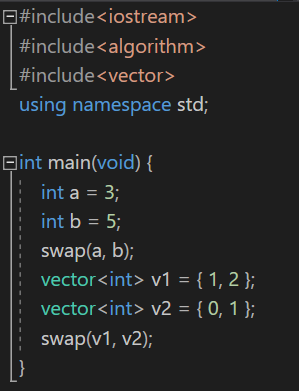 #include<iostream>
#include<algorithm>
#include<vector>
using namespace std;
int main(void) {
int a = 3;
int b = 5;
swap(a, b);
vector<int> v1 = { 1, 2 };
vector<int> v2 = { 0, 1 };
swap(v1, v2);
}